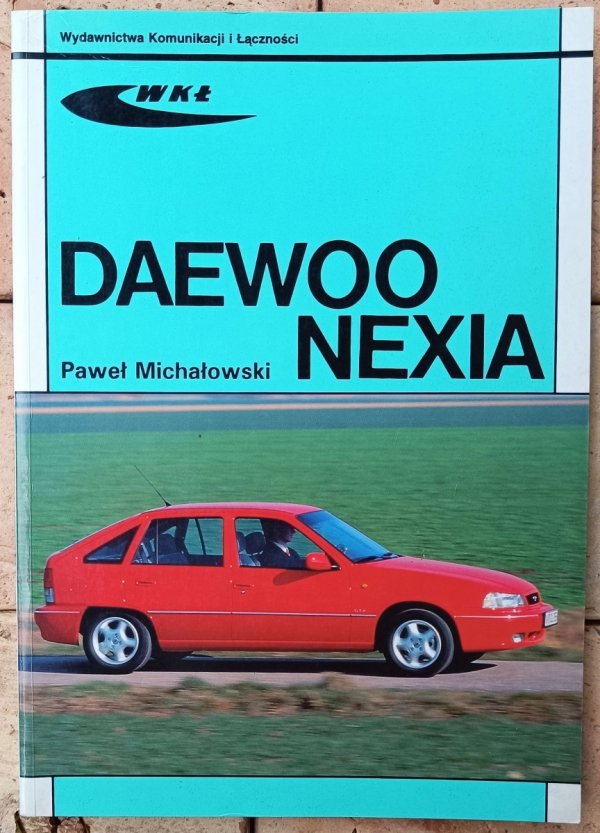 Wydawnictwa Komunikacji i Łączności
WKŁ
DAEWOO
NEXIA
Paweł Michałowski